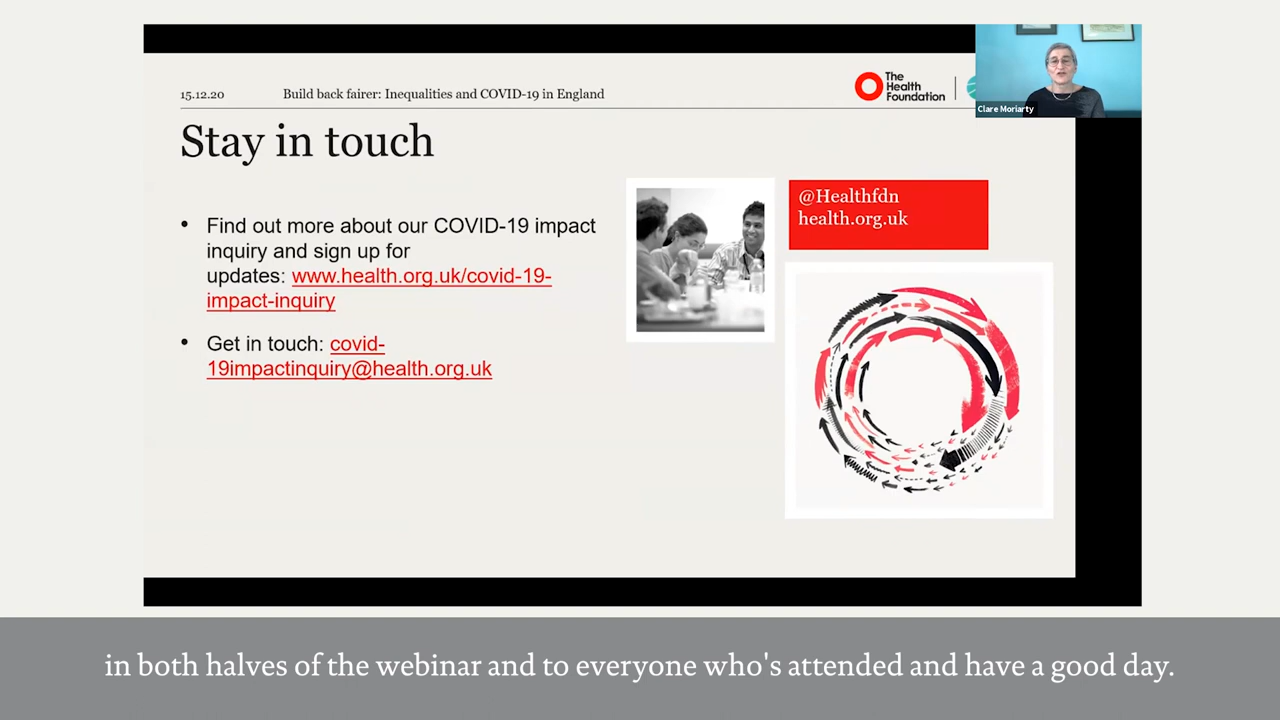 15.12.20
Build back fairer: Inequalities and COVID-19 in England
The
Health
Foundation
Clare Moriarty
Stay in touch
• Find out more about our COVID-19 impact
inquiry and sign up for
updates: www.health.org.uk/covid-19-
impact-inquiry
• Get in touch: covid-
19impactinquiry@health.org.uk
@Healthfdn
health.org.uk
in both halves of the webinar and to everyone who's attended and have a good day.